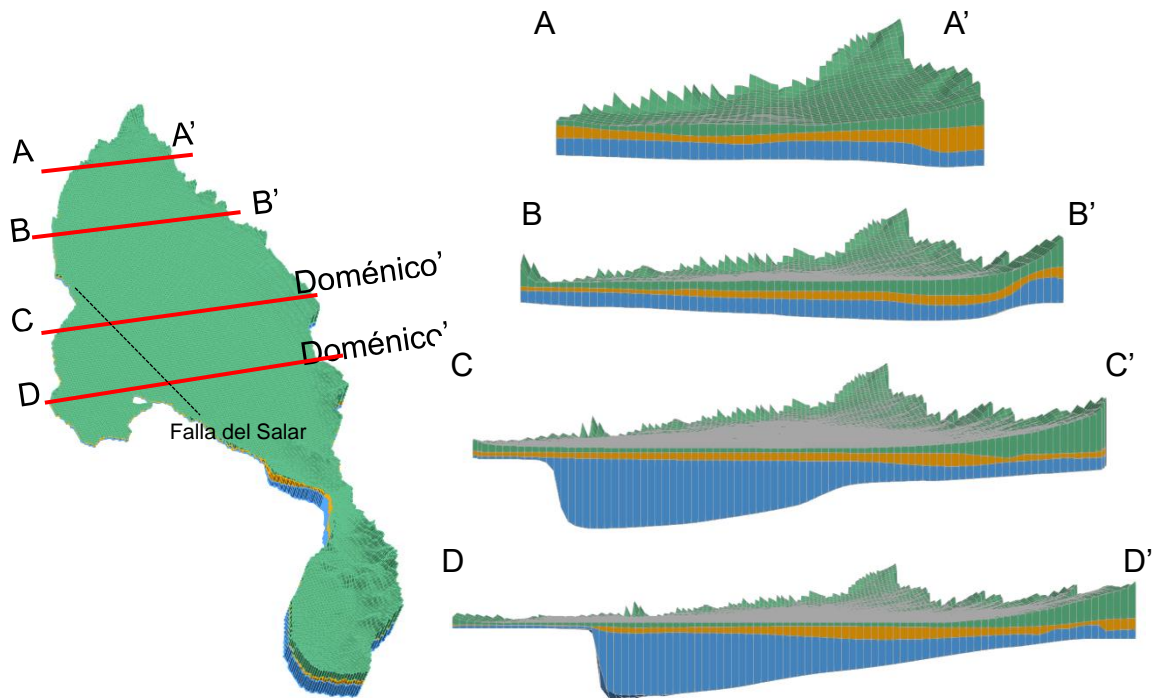 A
A’
B
B’
C
Doménico’
D
Doménico’
Falla del Salar
A
A’
B
B’
C
C’
D
D’